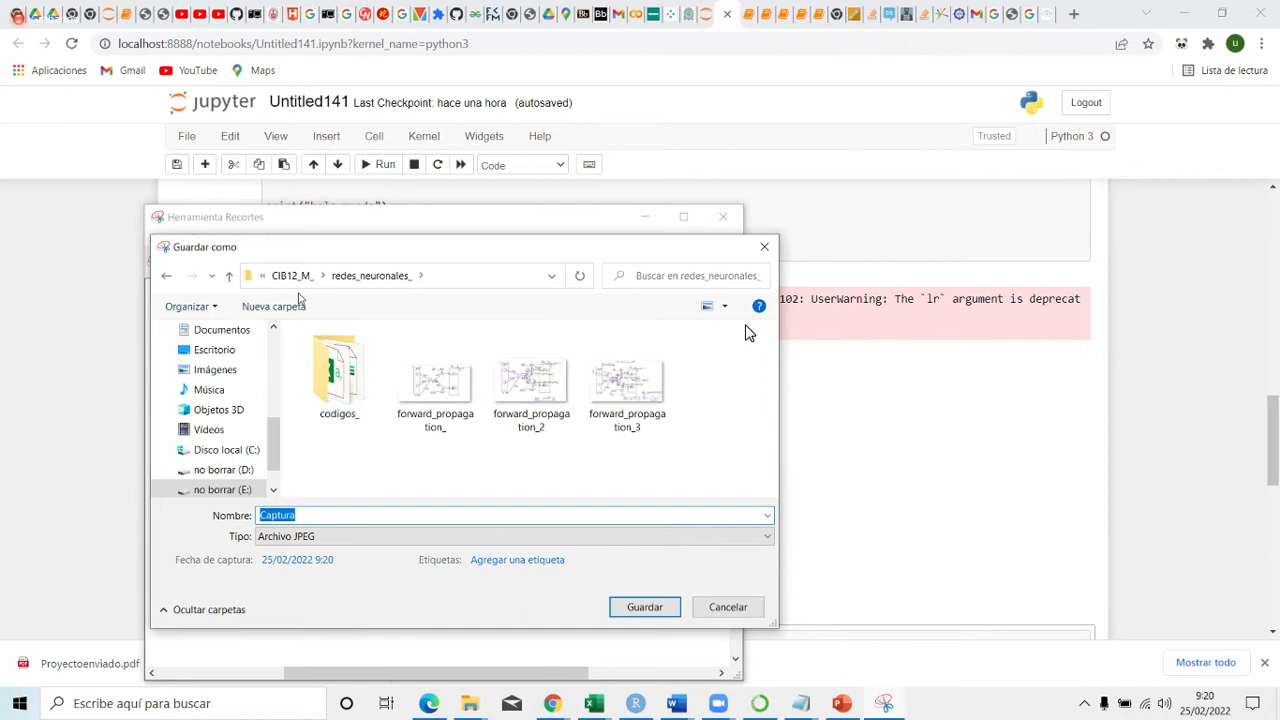 localhost:8888/notebooks/Untitled141.ipynb?kernel_name=python3
Aplicaciones
Gmail
YouTube
Maps
Lista de lectura
jupyter
Untitled141
Last Checkpoint: hace una hora
(autosaved)
Logout
File
Edit
View
Insert
Cell
Kernel
Widgets
Help
Trusted
Python 3
Run
Code
Herramienta Recortes
Guardar como
« CIB12_M_ > redes_neuronales_ >
Buscar en redes_neuronales_
Organizar
Nueva carpeta
102: UserWarning: The `lr` argument is deprecat
Documentos
Escritorio
Imágenes
Música
Objetos 3D
Vídeos
Disco local (C:)
no borrar (D:)
no borrar (E:)
codigos_
forward_propaga
tion_
forward_propaga
tion_2
forward_propaga
tion_3
Nombre: Captura
Tipo: Archivo JPEG
Fecha de captura: 25/02/2022 9:20
Etiquetas: Agregar una etiqueta
Ocultar carpetas
Guardar
Cancelar
Proyectoenviado.pdf
Mostrar todo
Escribe aquí para buscar
9:20
25/02/2022